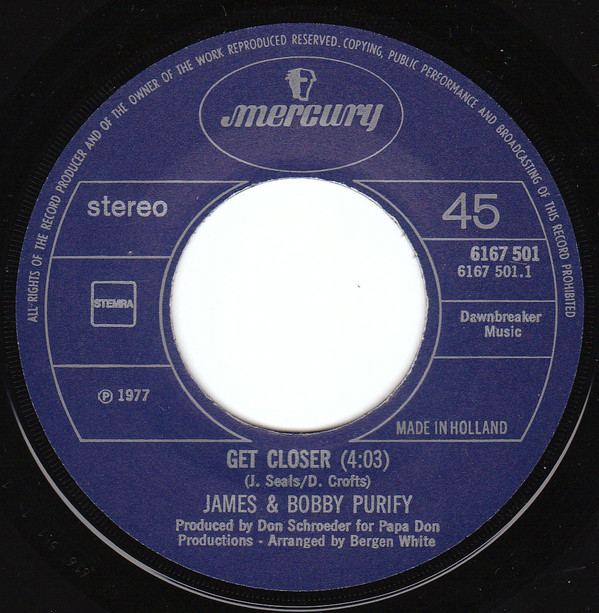 ALL RIGHTS OF THE RECORD PRODUCER AND OF THE OWNER OF THE WORK REPRODUCED RESERVED. COPYING, PUBLIC PERFORMANCE AND BROADCASTING OF THIS RECORD PROHIBITED
mercury
stereo
45
6167 501
6167 501.1
STEMRA
Dawnbreaker
Music
℗ 1977
MADE IN HOLLAND
GET CLOSER (4:03)
(J. Seals/D. Crofts)
JAMES & BOBBY PURIFY
Produced by Don Schroeder for Papa Don
Productions - Arranged by Bergen White